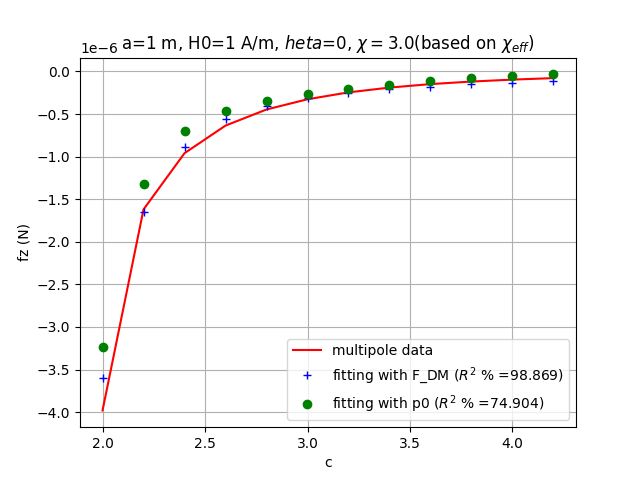 1e−6 a=1 m, H0=1 A/m, heta=0, χ = 3.0(based on χ_eff)
0.0
−0.5
−1.0
−1.5
−2.0
−2.5
−3.0
−3.5
−4.0
fz (N)
multipole data
fitting with F_DM (R² % =98.869)
fitting with p0 (R² % =74.904)
2.0 2.5 3.0 3.5 4.0
c